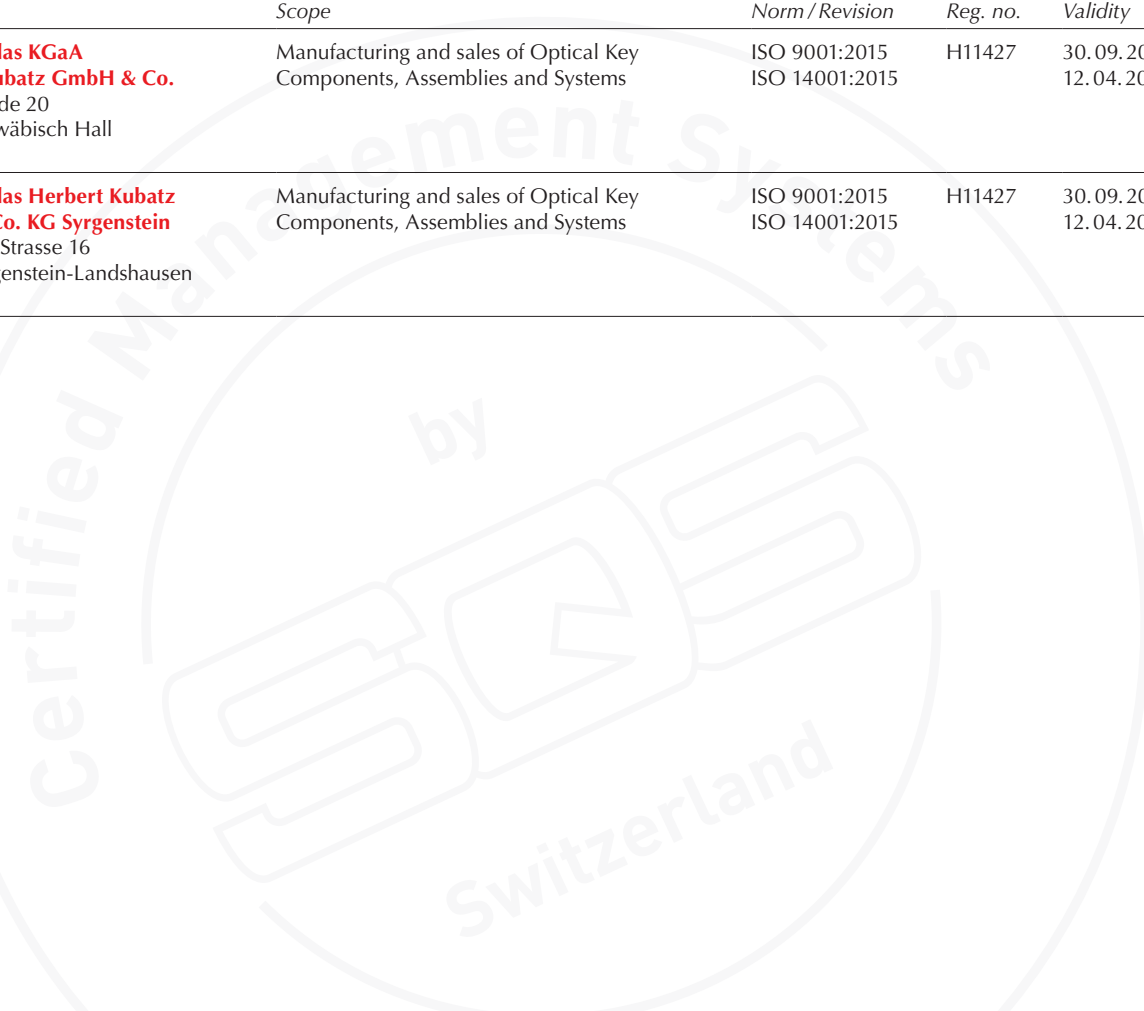 Scope Norm / Revision Reg. no. Validity
las KGaA Manufacturing and sales of Optical Key ISO 9001:2015 H11427 30.09.20
ubatz GmbH & Co. Components, Assemblies and Systems ISO 14001:2015 12.04.20
de 20
wäbisch Hall
las Herbert Kubatz Manufacturing and sales of Optical Key ISO 9001:2015 H11427 30.09.20
Co. KG Syrgenstein Components, Assemblies and Systems ISO 14001:2015 12.04.20
Strasse 16
genstein-Landshausen
Certified Management Systems
by
SQS
Switzerland